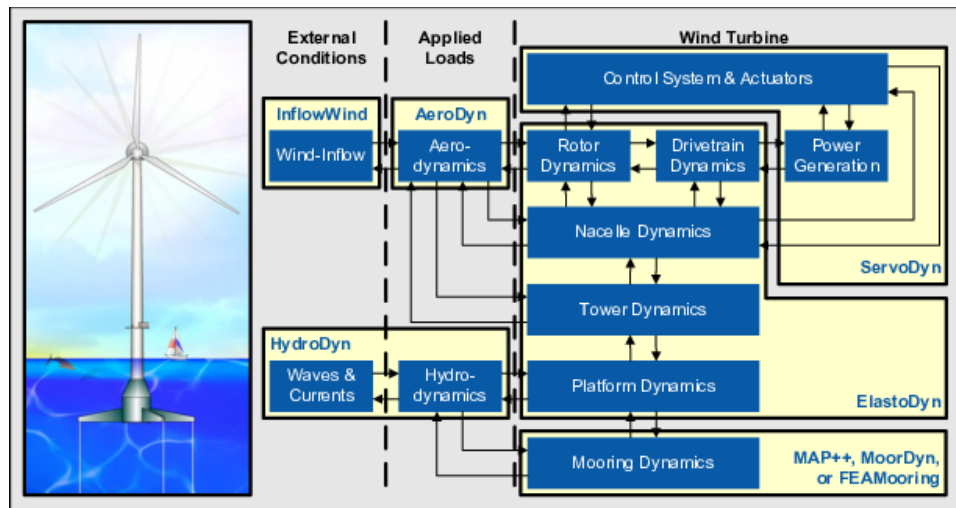 External
Conditions
Applied
Loads
Wind Turbine
Control System & Actuators
InflowWind
AeroDyn
Wind-Inflow
Aero-
dynamics
Rotor
Dynamics
Drivetrain
Dynamics
Power
Generation
Nacelle Dynamics
ServoDyn
Tower Dynamics
HydroDyn
Waves &
Currents
Hydro-
dynamics
Platform Dynamics
ElastoDyn
Mooring Dynamics
MAP++, MoorDyn,
or FEAMooring